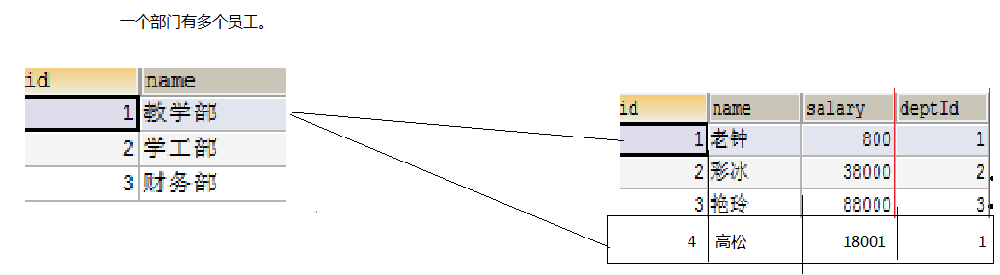 一个部门有多个员工。
id name
1 教学部
2 学工部
3 财务部
id name salary deptId
1 老钟 800 1
2 彩冰 38000 2
3 艳玲 88000 3
4 高松 18001 1